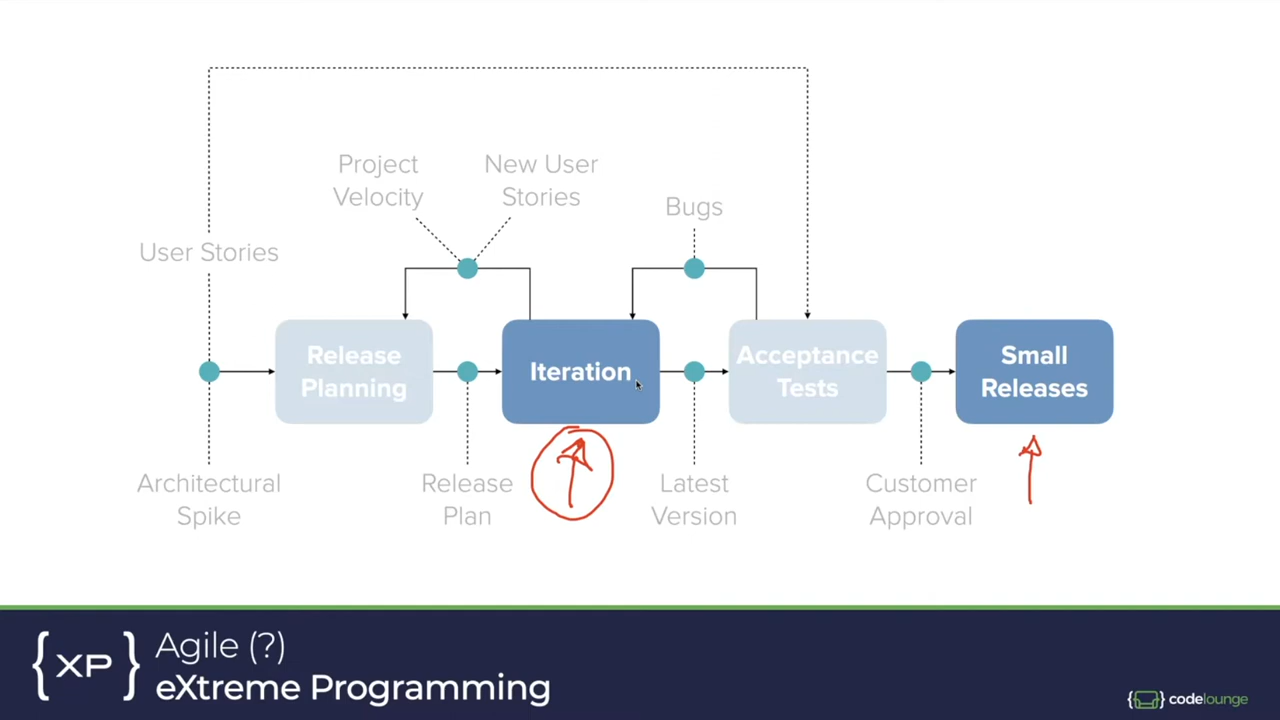 Project
Velocity
New User
Stories
Bugs
User Stories
Release
Planning
Iteration
Acceptance
Tests
Small
Releases
Architectural
Spike
Release
Plan
Latest
Version
Customer
Approval
{XP}
Agile (?)
eXtreme Programming
codelounge